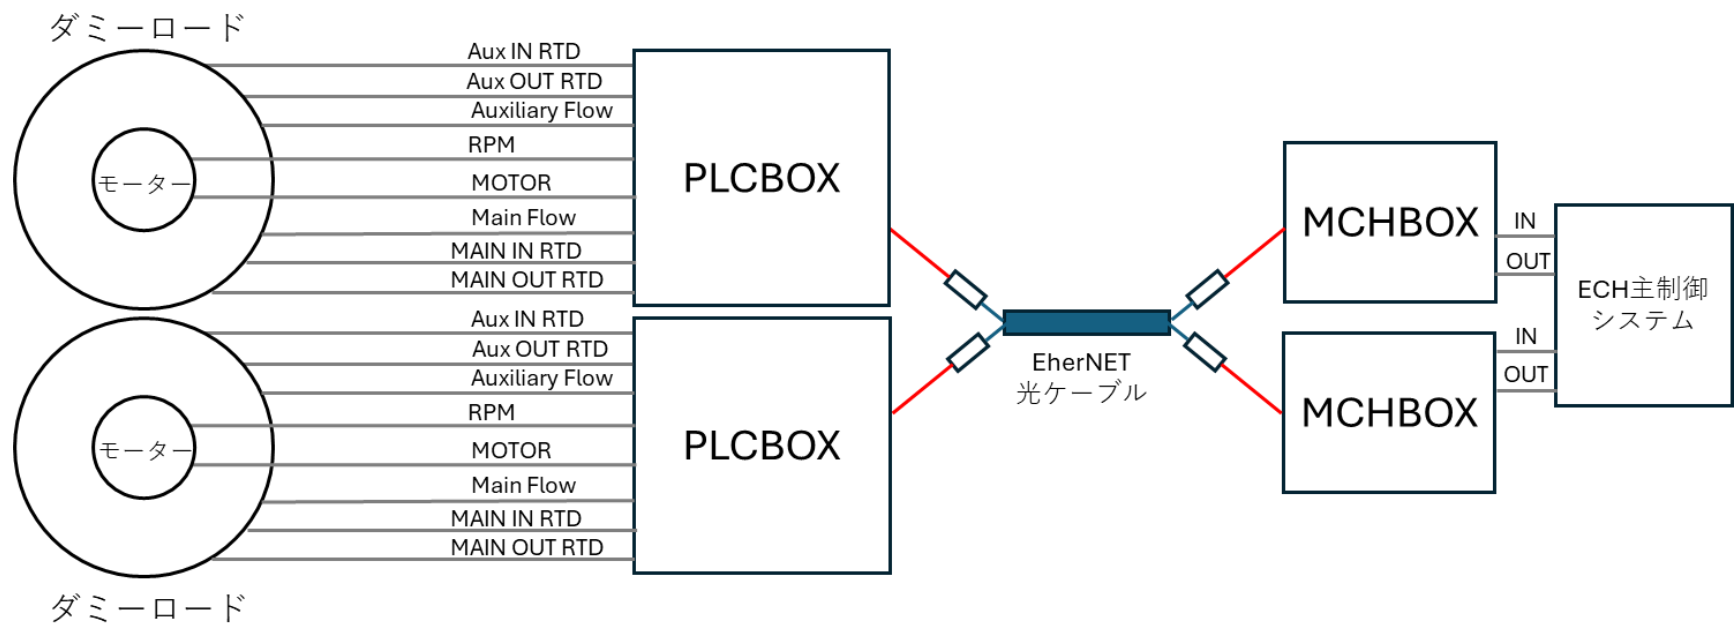 ダミーロード
Aux IN RTD
Aux OUT RTD
Auxiliary Flow
RPM
モーター
MOTOR
Main Flow
MAIN IN RTD
MAIN OUT RTD
PLCBOX
Aux IN RTD
Aux OUT RTD
Auxiliary Flow
RPM
モーター
MOTOR
Main Flow
MAIN IN RTD
MAIN OUT RTD
PLCBOX
ダミーロード
EherNET
光ケーブル
MCHBOX
IN
OUT
MCHBOX
IN
OUT
ECH主制御
システム